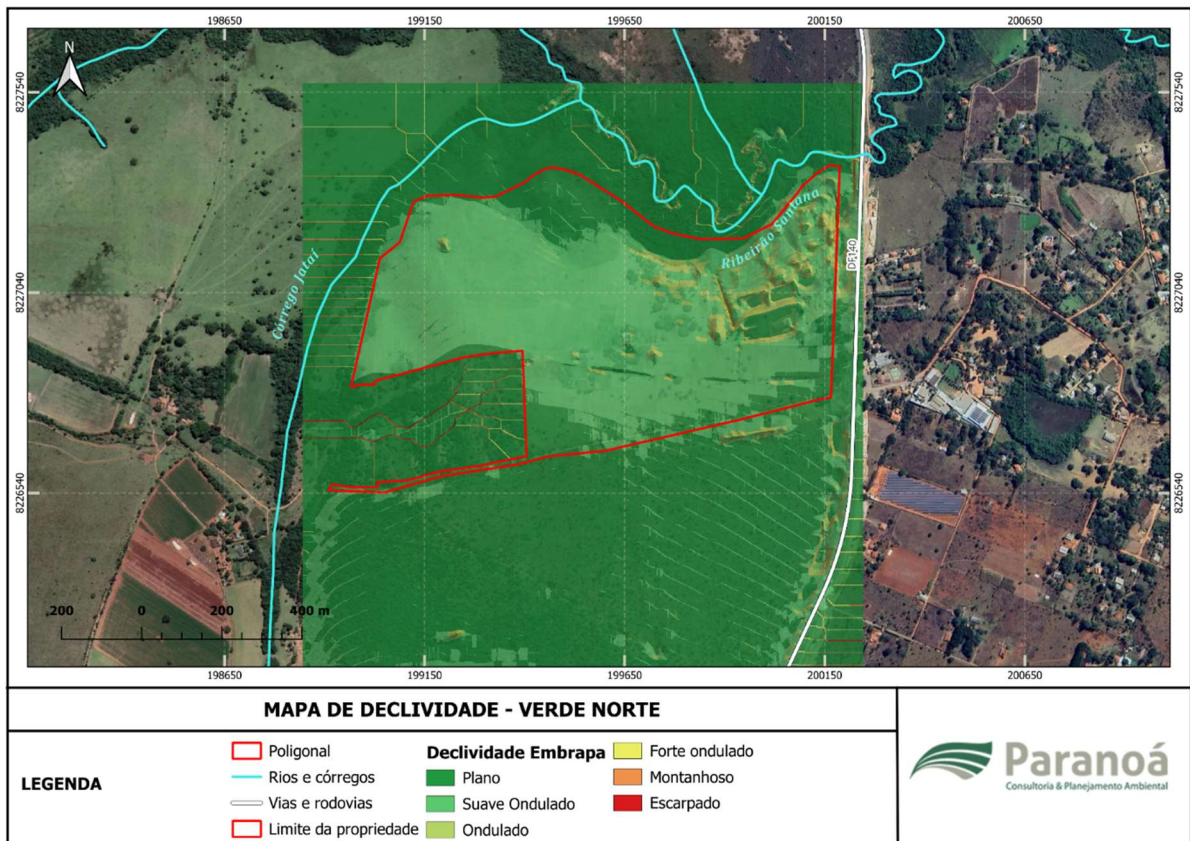 198650 199150 199650 200150 200650
N
8227540 8227540
Ribeirão Santana
DF140
Córrego Jataí
8227040 8227040
8226540 8226540
200 0 200 400 m
198650 199150 199650 200150 200650
MAPA DE DECLIVIDADE - VERDE NORTE
LEGENDA
Poligonal
Rios e córregos
Vias e rodovias
Limite da propriedade
Declividade Embrapa
Plano
Suave Ondulado
Ondulado
Forte ondulado
Montanhoso
Escarpado
Paranoá
Consultoria & Planejamento Ambiental